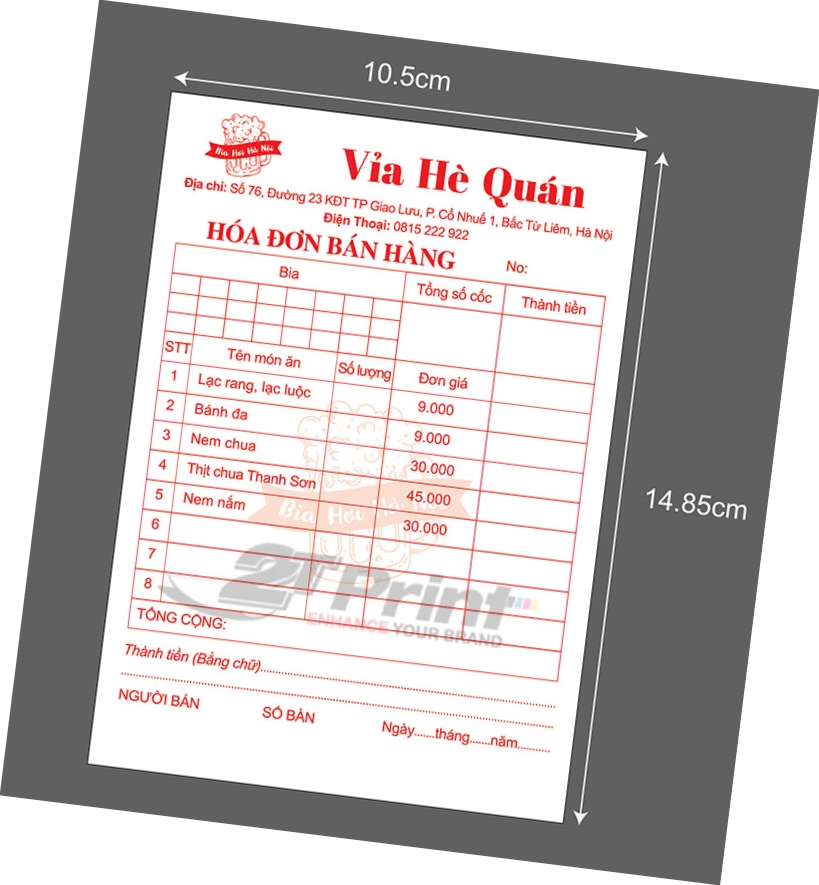 10.5cm
Bia Hơi Hà Nội
Vỉa Hè Quán
Địa chỉ: Số 76, Đường 23 KĐT TP Giao Lưu, P. Cổ Nhuế 1, Bắc Từ Liêm, Hà Nội
Điện Thoại: 0815 222 922
HÓA ĐƠN BÁN HÀNG No:
Bia Tổng số cốc Thành tiền
STT Tên món ăn Số lượng Đơn giá
1 Lạc rang, lạc luộc 9.000
2 Bánh đa 9.000
3 Nem chua 30.000
4 Thịt chua Thanh Sơn 45.000
5 Nem nắm 30.000
6
7
8
Bia Hơi Hà Nội
2T Print
ENHANCE YOUR BRAND
TỔNG CỘNG:
Thành tiền (Bằng chữ)..........
NGƯỜI BÁN SỐ BÀN Ngày......tháng......năm.........
14.85cm